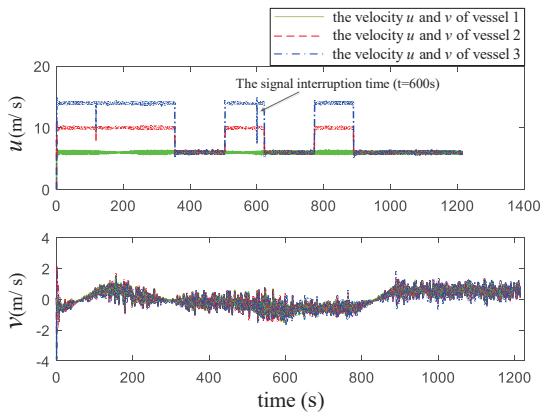 the velocity u and v of vessel 1
the velocity u and v of vessel 2
the velocity u and v of vessel 3
20
The signal interruption time (t=600s)
u(m/ s)
10
0
0 200 400 600 800 1000 1200 1400
4
2
v(m/ s)
0
-2
-4
0 200 400 600 800 1000 1200
time (s)